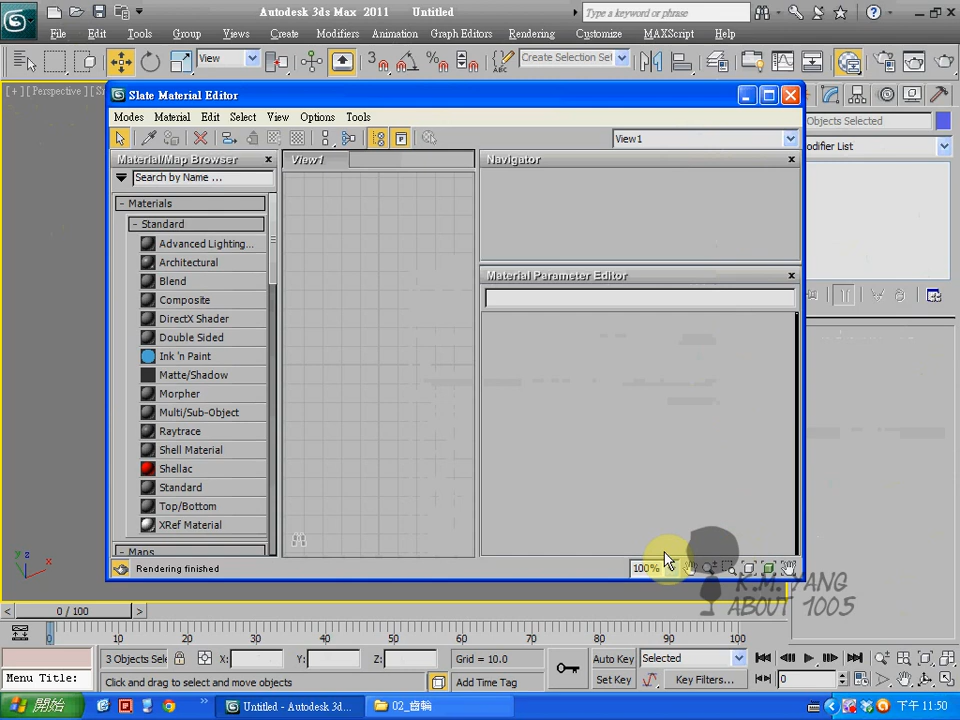 Autodesk 3ds Max 2011 Untitled
Type a keyword or phrase
File Edit Tools Group Views Create Modifiers Animation Graph Editors Rendering Customize MAXScript Help
View
3
Create Selection Set
[ + ] [ Perspective ] [ S
Slate Material Editor
Objects Selected
Modes Material Edit Select View Options Tools
View1
odifier List
Material/Map Browser
View1
Navigator
Search by Name ...
- Materials
- Standard
Advanced Lighting...
Architectural
Blend
Material Parameter Editor
Composite
DirectX Shader
Double Sided
Ink 'n Paint
Matte/Shadow
Morpher
Multi/Sub-Object
Raytrace
Shell Material
Shellac
Standard
Top/Bottom
XRef Material
- Maps
Rendering finished
100%
K.M. YANG
ABOUT 1005
z y x
< 0 / 100 >
0 10 20 30 40 50 60 70 80 90 100
3 Objects Sele X: Y: Z: Grid = 10.0 Auto Key Selected
Menu Title: Click and drag to select and move objects Add Time Tag Set Key Key Filters... 0
開始 Untitled - Autodesk 3d... 02_齒輪 下午 11:50